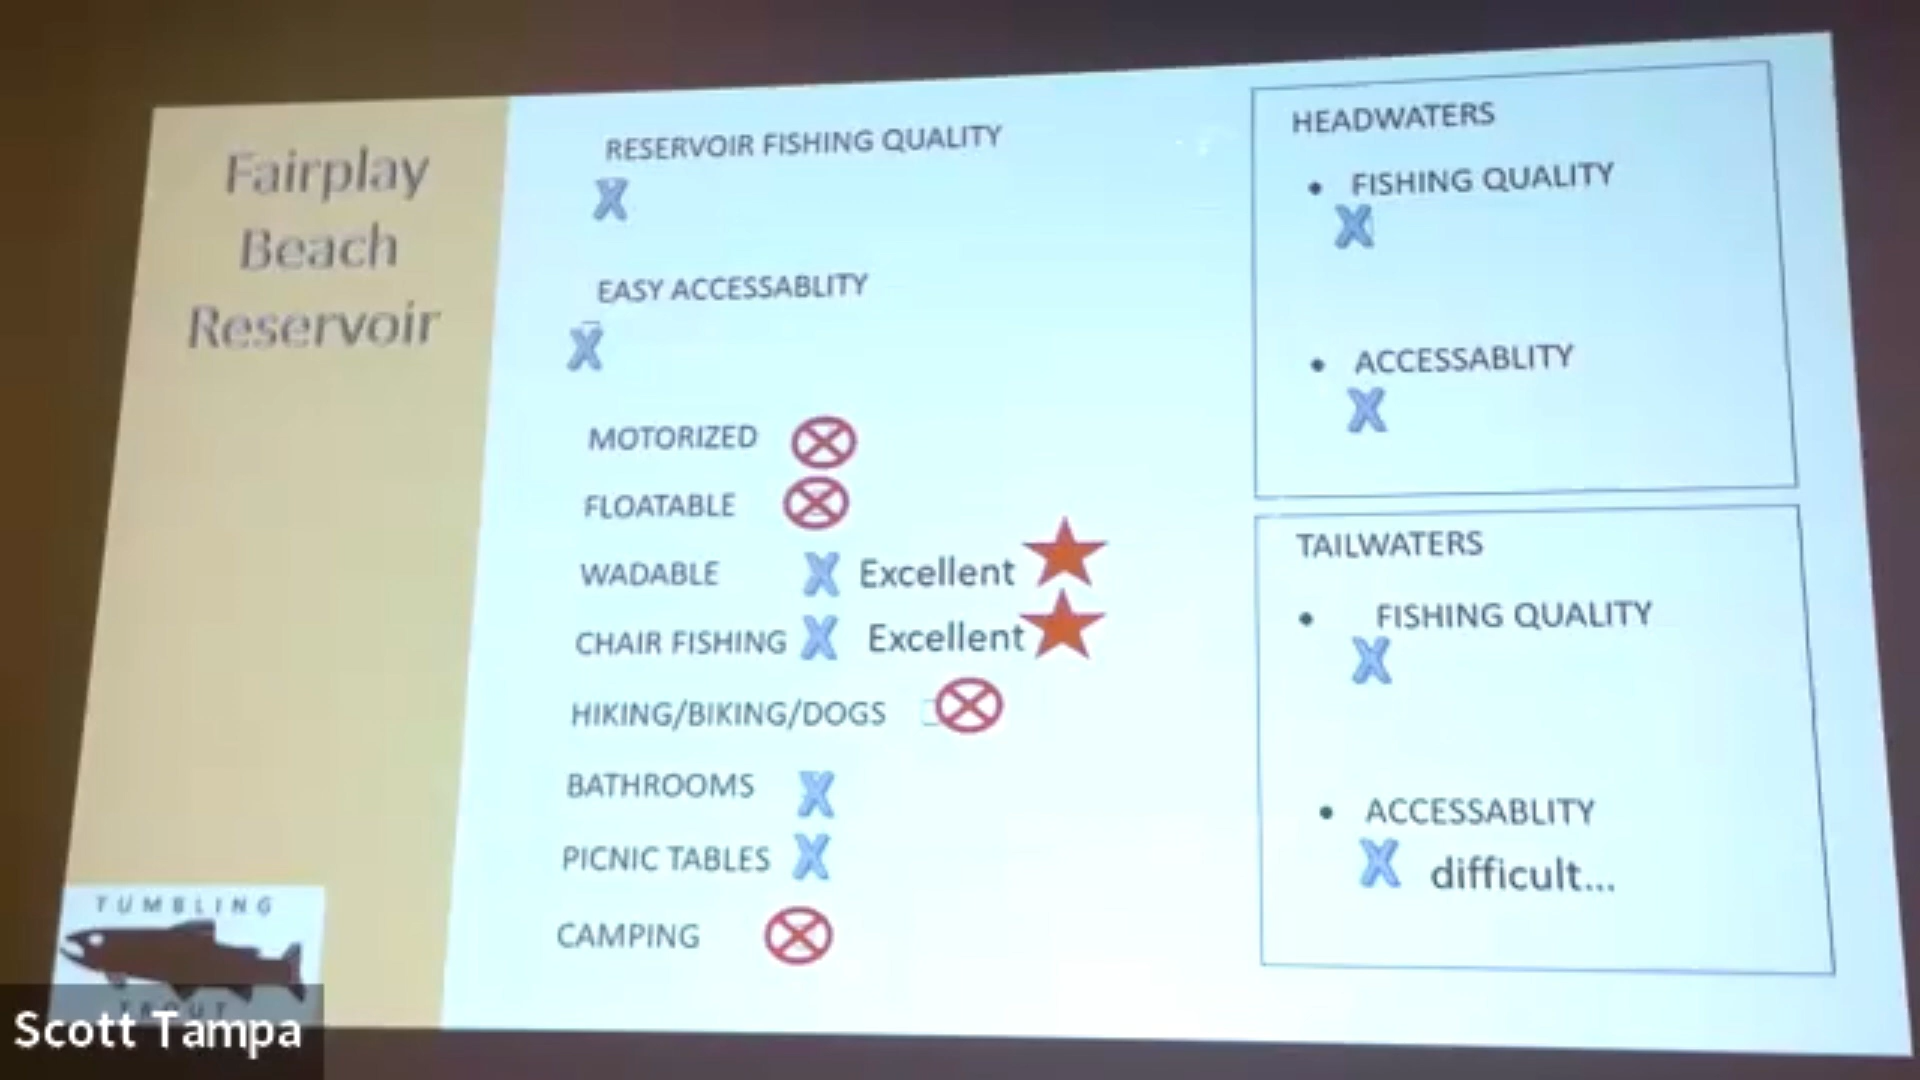 Fairplay
Beach
Reservoir
RESERVOIR FISHING QUALITY
X
EASY ACCESSABLITY
X
MOTORIZED
FLOATABLE
WADABLE X Excellent
CHAIR FISHING X Excellent
HIKING/BIKING/DOGS
BATHROOMS X
PICNIC TABLES X
CAMPING
HEADWATERS
• FISHING QUALITY
X
• ACCESSABLITY
X
TAILWATERS
• FISHING QUALITY
X
• ACCESSABLITY
X difficult...
TUMBLING
TROUT
Scott Tampa